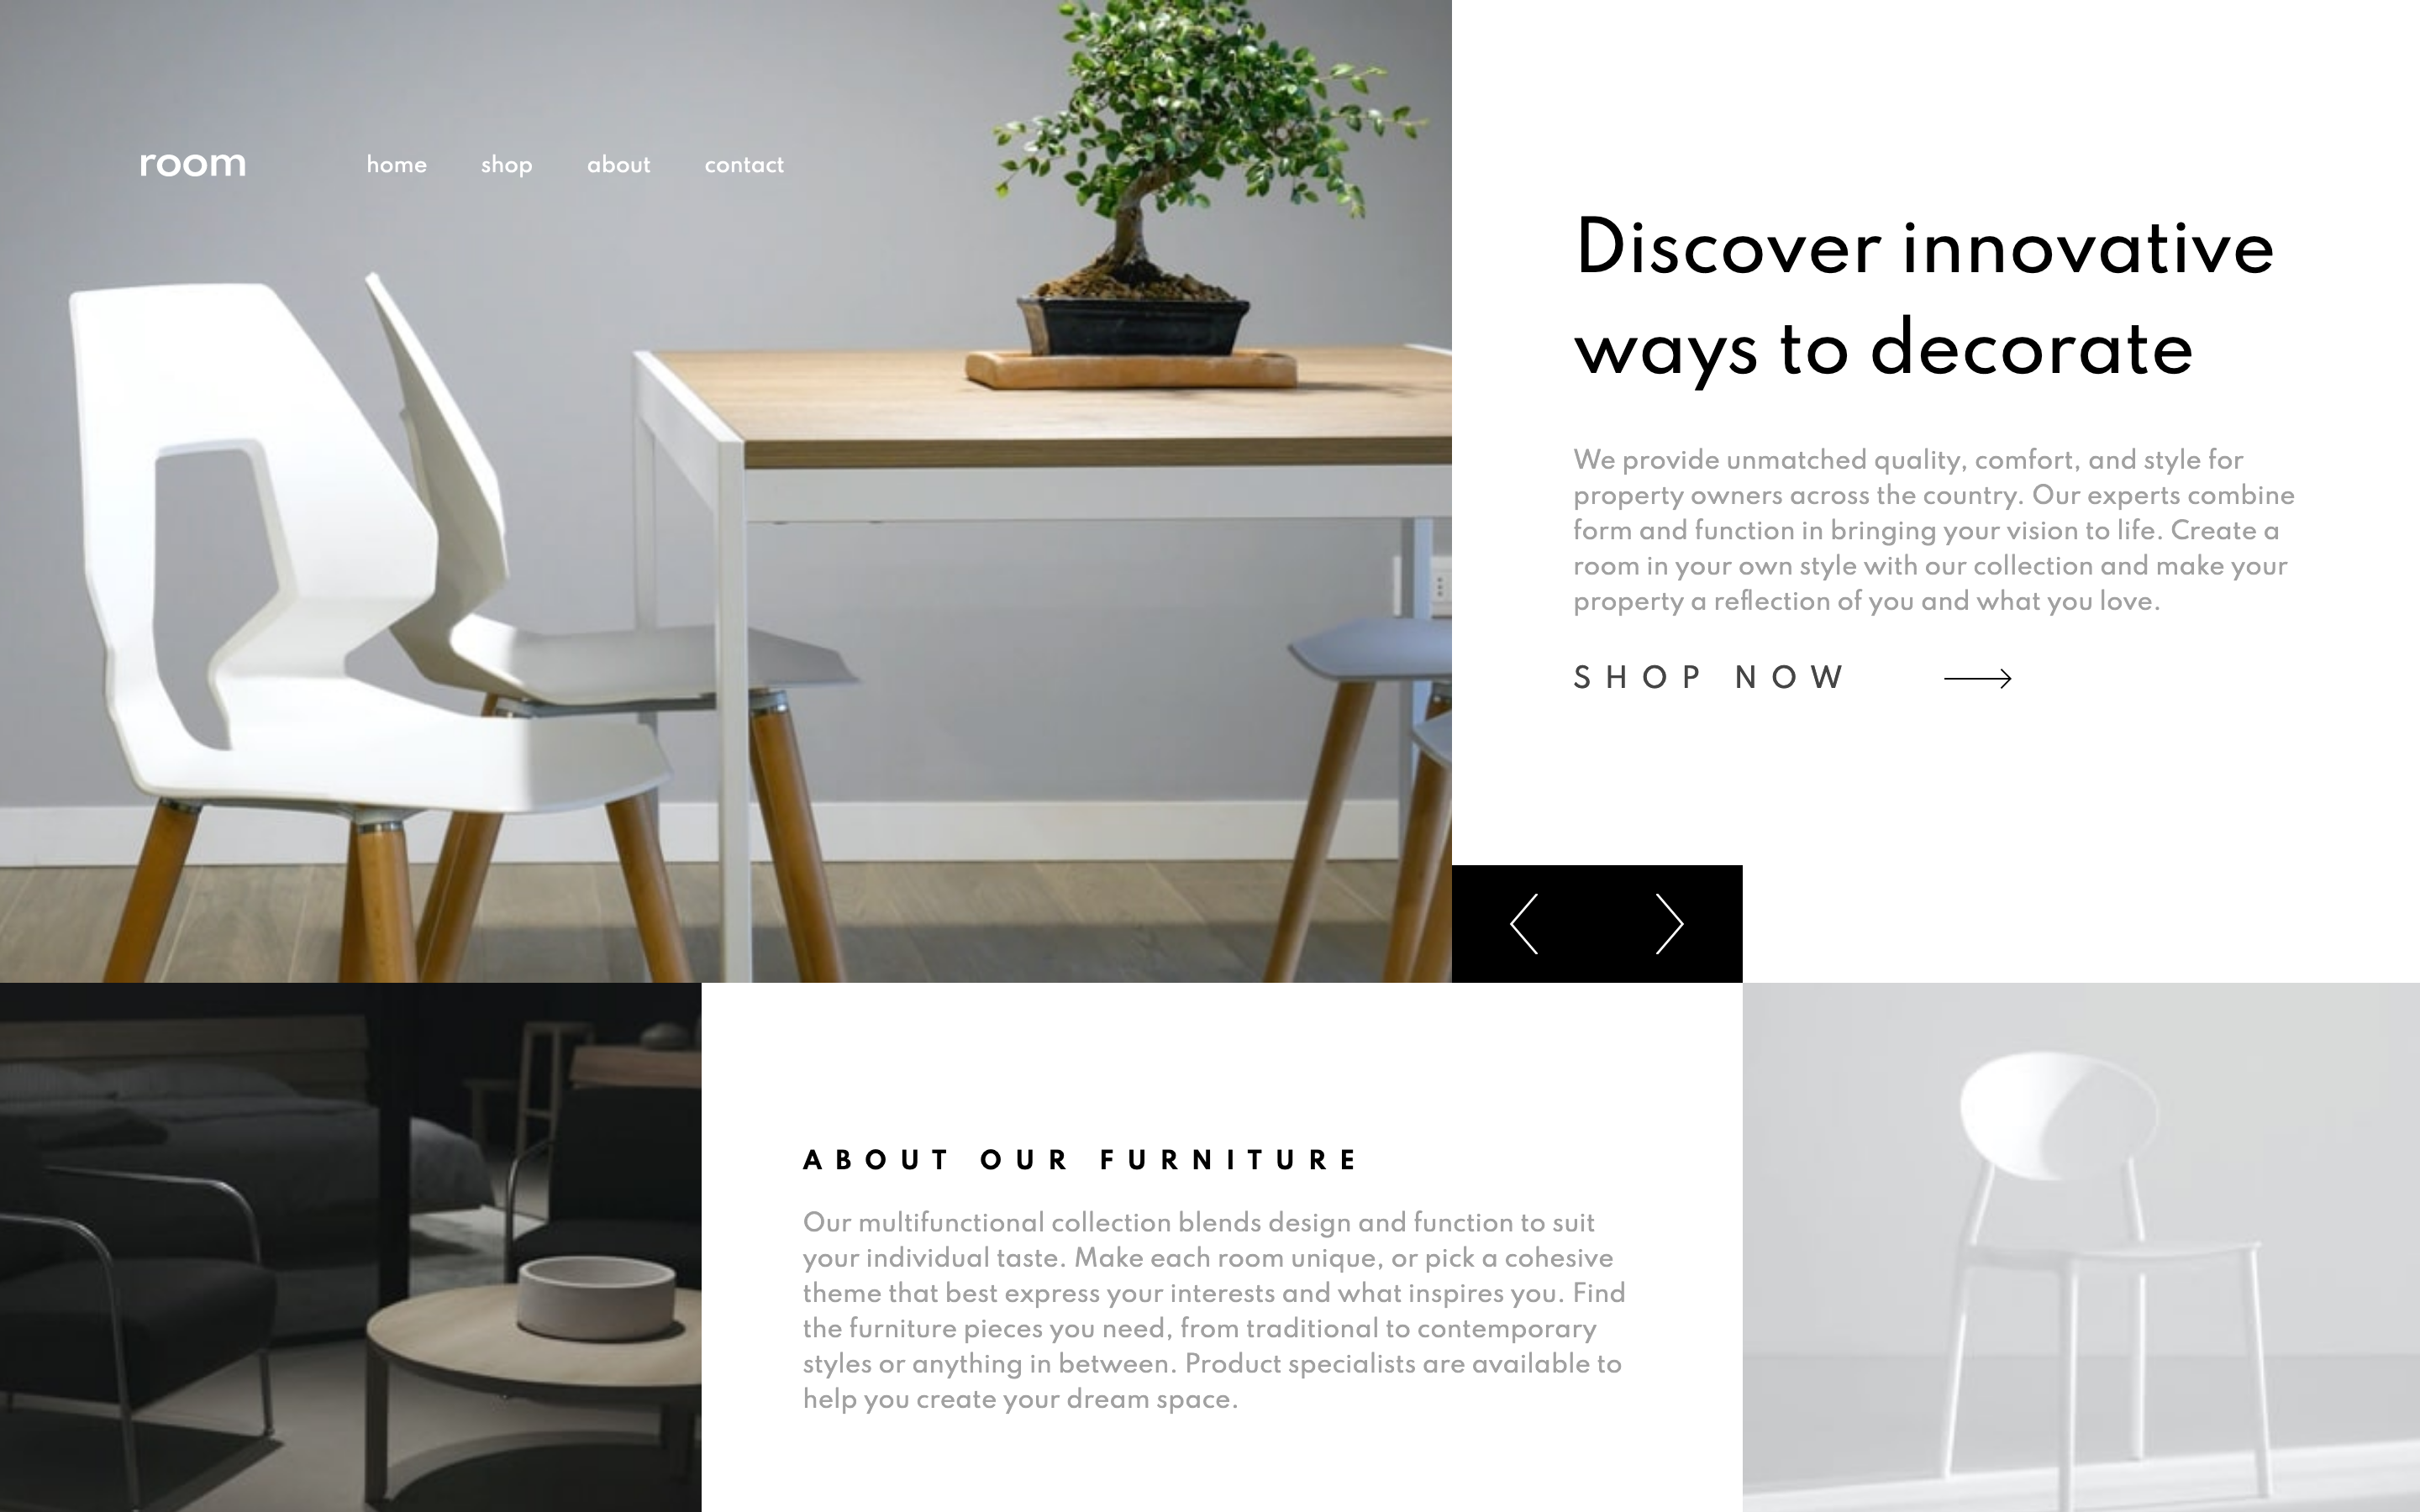 room
home shop about contact
Discover innovative
ways to decorate
We provide unmatched quality, comfort, and style for
property owners across the country. Our experts combine
form and function in bringing your vision to life. Create a
room in your own style with our collection and make your
property a reflection of you and what you love.
SHOP NOW
ABOUT OUR FURNITURE
Our multifunctional collection blends design and function to suit
your individual taste. Make each room unique, or pick a cohesive
theme that best express your interests and what inspires you. Find
the furniture pieces you need, from traditional to contemporary
styles or anything in between. Product specialists are available to
help you create your dream space.